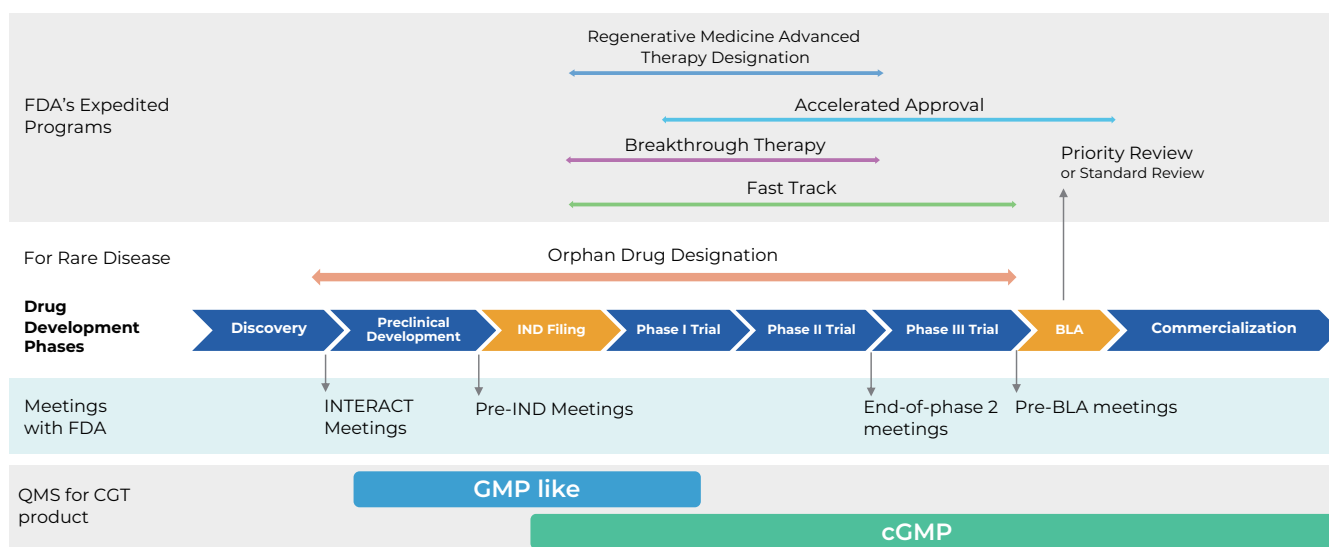 Regenerative Medicine Advanced
Therapy Designation
FDA's Expedited
Programs
Accelerated Approval
Breakthrough Therapy
Priority Review
or Standard Review
Fast Track
For Rare Disease
Orphan Drug Designation
Drug
Development
Phases
Discovery
Preclinical
Development
IND Filing
Phase I Trial
Phase II Trial
Phase III Trial
BLA
Commercialization
Meetings
with FDA
INTERACT
Meetings
Pre-IND Meetings
End-of-phase 2
meetings
Pre-BLA meetings
QMS for CGT
product
GMP like
cGMP